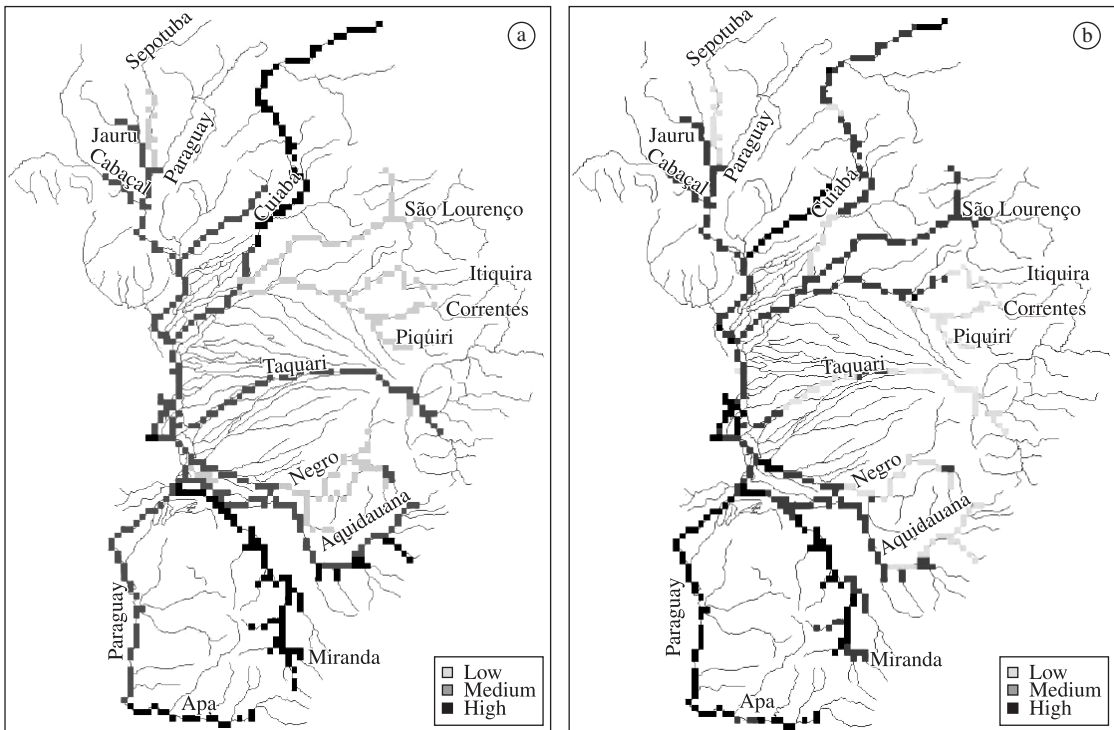 a
Sepotuba
Jauru
Cabaçal
Paraguay
Cuiabá
São Lourenço
Itiquira
Correntes
Piquiri
Taquari
Negro
Aquidauana
Paraguay
Miranda
Apa
Low
Medium
High
b
Sepotuba
Jauru
Cabaçal
Paraguay
Cuiabá
São Lourenço
Itiquira
Correntes
Piquiri
Taquari
Negro
Aquidauana
Paraguay
Miranda
Apa
Low
Medium
High